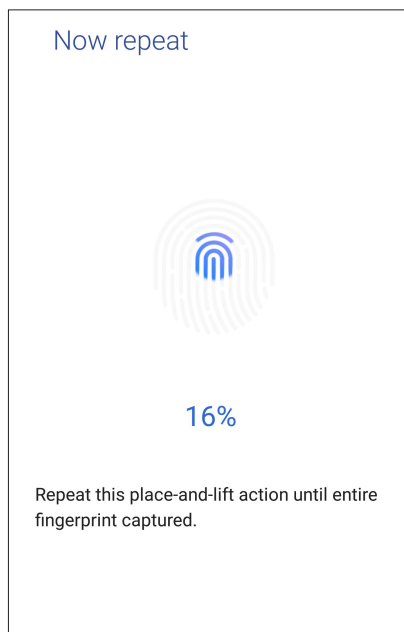 Now repeat
16%
Repeat this place-and-lift action until entire
fingerprint captured.